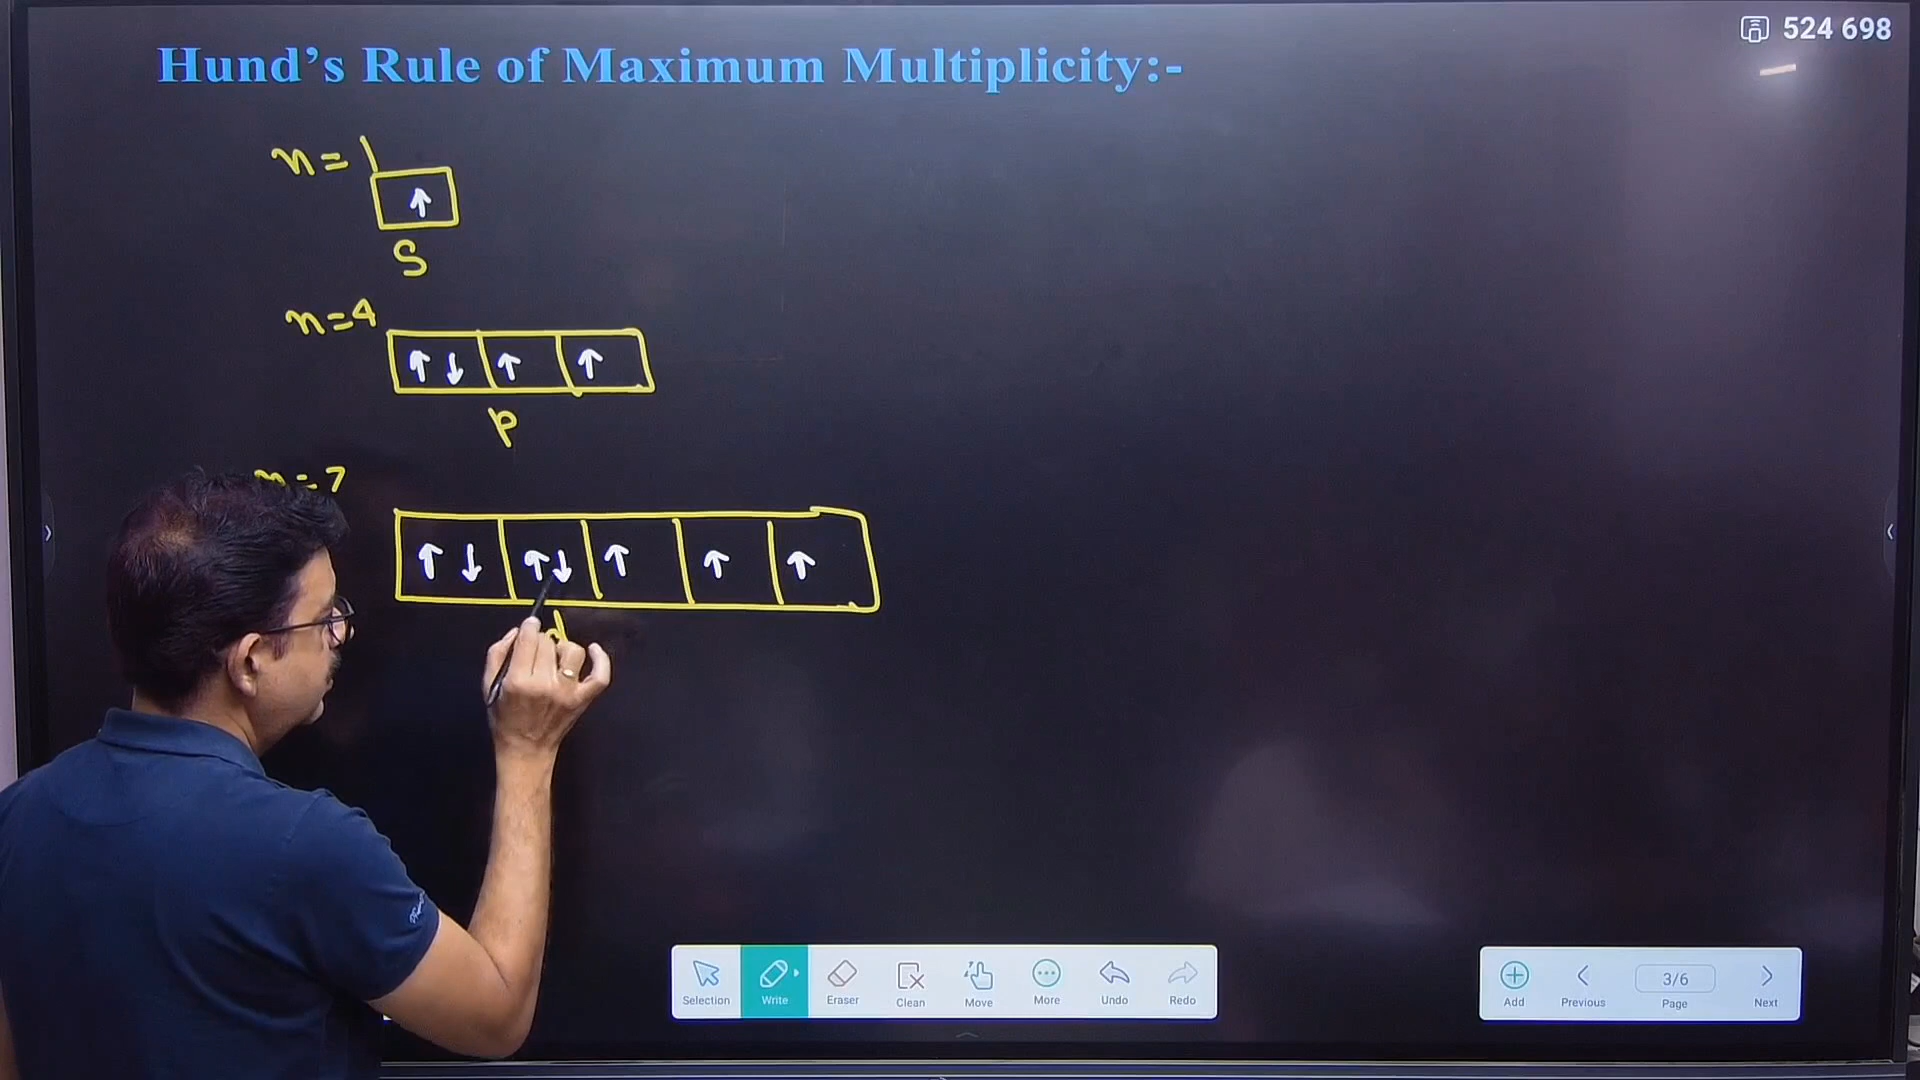 524 698
Hund's Rule of Maximum Multiplicity:-
n = 1
↑
S
n=4
↑ ↓ ↑ ↑
p
n = 7
↑ ↓ ↑↓ ↑ ↑ ↑
d
Selection Write Eraser Clean Move More Undo Redo
Add Previous 3/6 Page Next